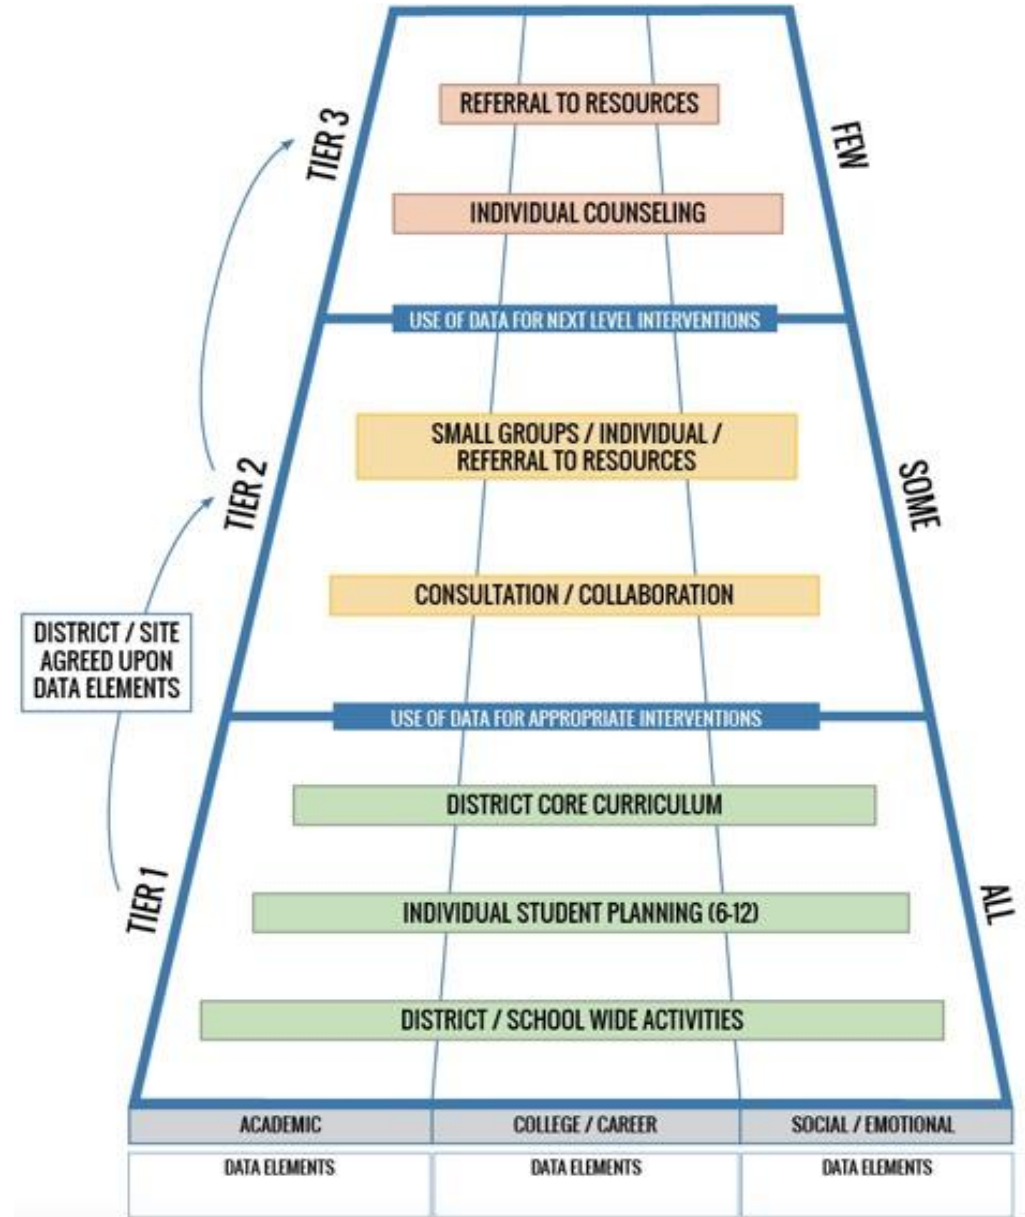 REFERRAL TO RESOURCES
TIER 3
FEW
INDIVIDUAL COUNSELING
USE OF DATA FOR NEXT LEVEL INTERVENTIONS
SMALL GROUPS / INDIVIDUAL /
REFERRAL TO RESOURCES
TIER 2
SOME
CONSULTATION / COLLABORATION
DISTRICT / SITE
AGREED UPON
DATA ELEMENTS
USE OF DATA FOR APPROPRIATE INTERVENTIONS
DISTRICT CORE CURRICULUM
TIER 1
ALL
INDIVIDUAL STUDENT PLANNING (6-12)
DISTRICT / SCHOOL WIDE ACTIVITIES
ACADEMIC
COLLEGE / CAREER
SOCIAL / EMOTIONAL
DATA ELEMENTS
DATA ELEMENTS
DATA ELEMENTS